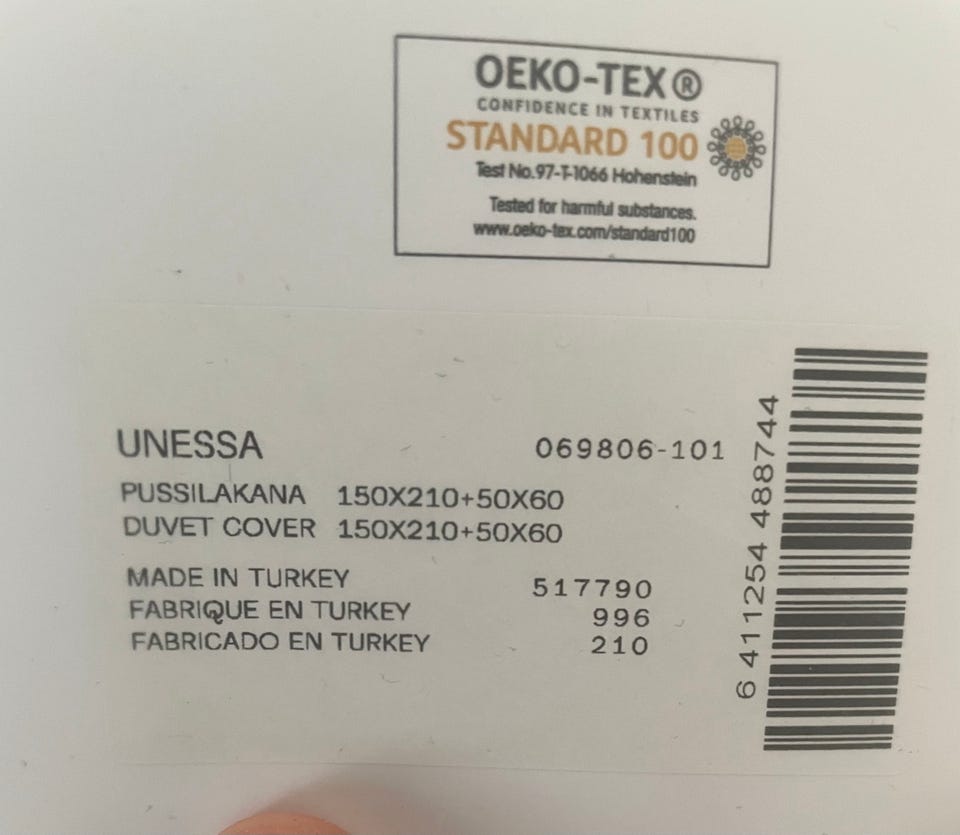 OEKO-TEX®
CONFIDENCE IN TEXTILES
STANDARD 100
Test No.97-T-1066 Hohenstein
Tested for harmful substances.
www.oeko-tex.com/standard100
UNESSA 069806-101
PUSSILAKANA 150X210+50X60
DUVET COVER 150X210+50X60
MADE IN TURKEY 517790
FABRIQUE EN TURKEY 996
FABRICADO EN TURKEY 210
6 411254 488744